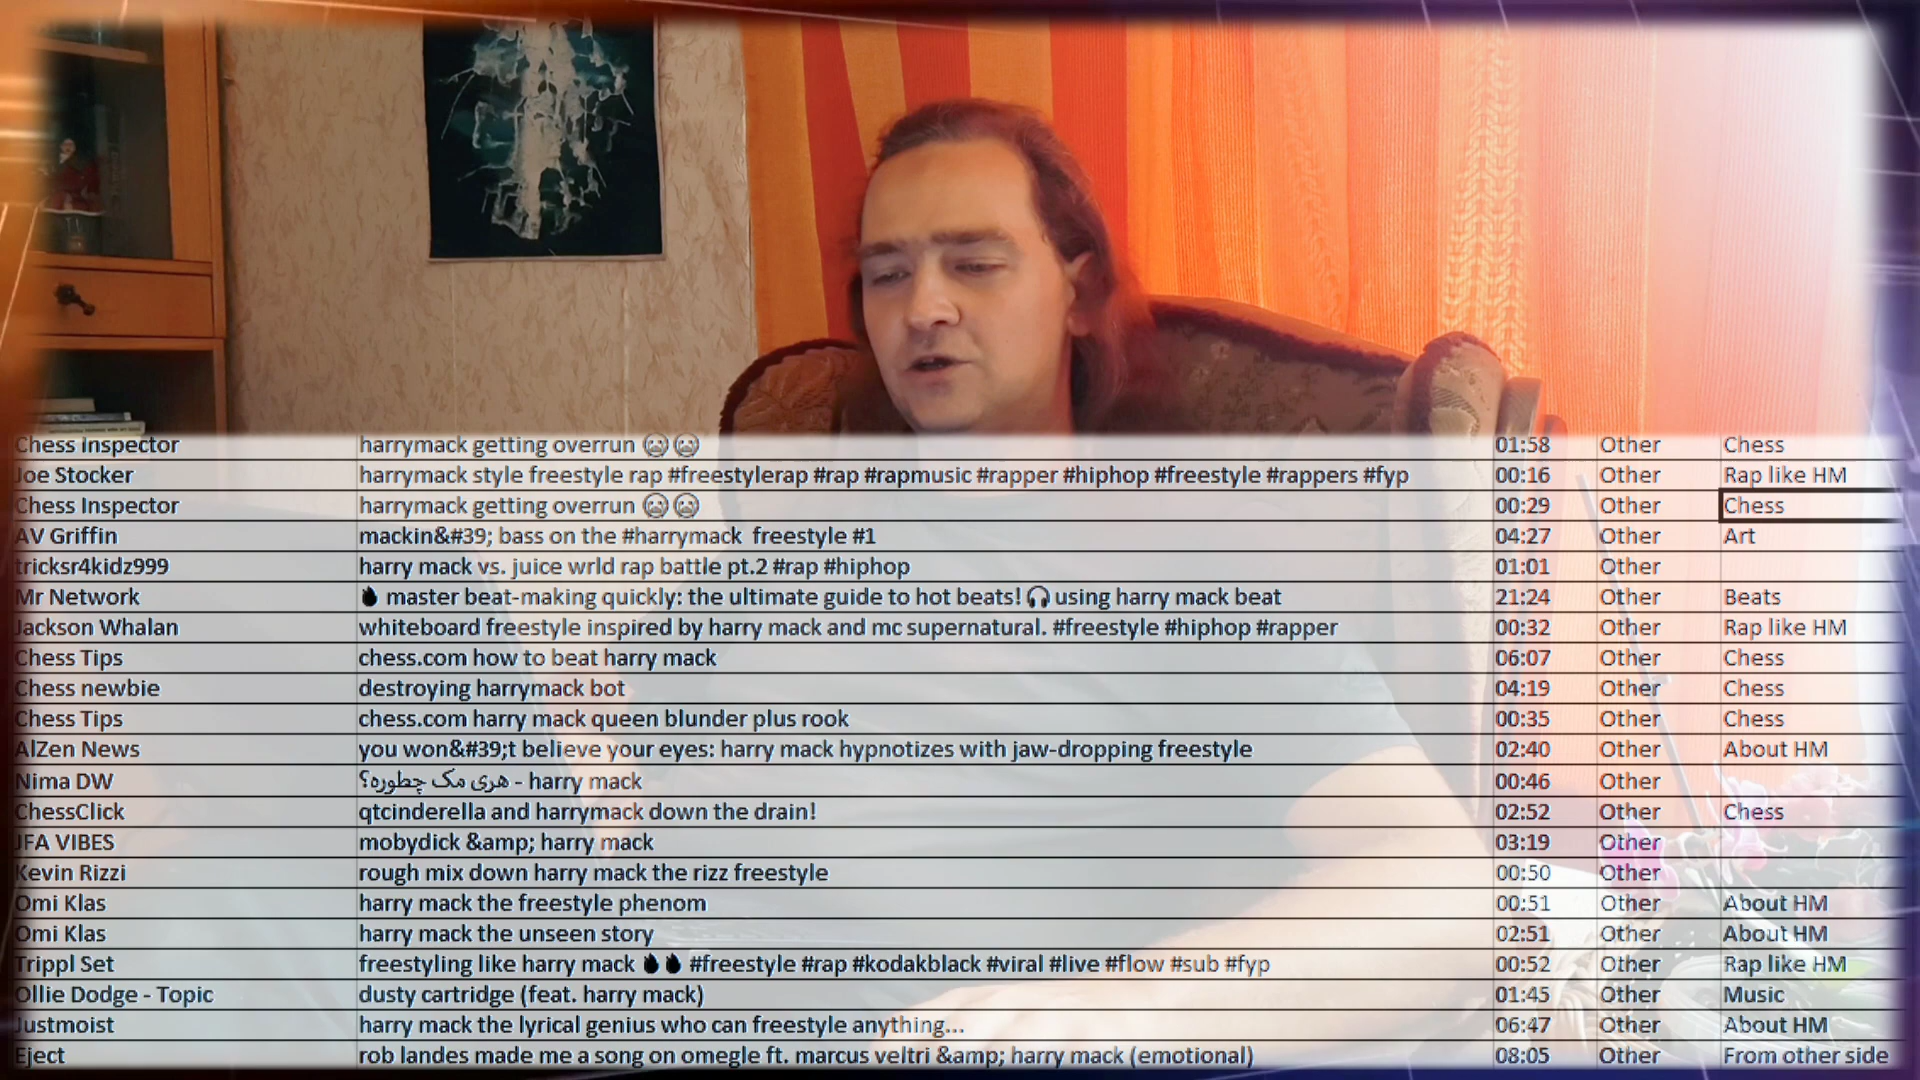 Chess Inspector harrymack getting overrun 🥶🥶 01:58 Other Chess
Joe Stocker harrymack style freestyle rap #freestylerap #rap #rapmusic #rapper #hiphop #freestyle #rappers #fyp 00:16 Other Rap like HM
Chess Inspector harrymack getting overrun 🥶🥶 00:29 Other Chess
AV Griffin mackin&#39; bass on the #harrymack freestyle #1 04:27 Other Art
tricksr4kidz999 harry mack vs. juice wrld rap battle pt.2 #rap #hiphop 01:01 Other
Mr Network 🔥 master beat-making quickly: the ultimate guide to hot beats! 🎧 using harry mack beat 21:24 Other Beats
Jackson Whalan whiteboard freestyle inspired by harry mack and mc supernatural. #freestyle #hiphop #rapper 00:32 Other Rap like HM
Chess Tips chess.com how to beat harry mack 06:07 Other Chess
Chess newbie destroying harrymack bot 04:19 Other Chess
Chess Tips chess.com harry mack queen blunder plus rook 00:35 Other Chess
AlZen News you won&#39;t believe your eyes: harry mack hypnotizes with jaw-dropping freestyle 02:40 Other About HM
Nima DW هری مک چطوره؟ - harry mack 00:46 Other
ChessClick qtcinderella and harrymack down the drain! 02:52 Other Chess
JFA VIBES mobydick &amp; harry mack 03:19 Other
Kevin Rizzi rough mix down harry mack the rizz freestyle 00:50 Other
Omi Klas harry mack the freestyle phenom 00:51 Other About HM
Omi Klas harry mack the unseen story 02:51 Other About HM
Trippl Set freestyling like harry mack 🔥🔥 #freestyle #rap #kodakblack #viral #live #flow #sub #fyp 00:52 Other Rap like HM
Ollie Dodge - Topic dusty cartridge (feat. harry mack) 01:45 Other Music
Justmoist harry mack the lyrical genius who can freestyle anything... 06:47 Other About HM
Eject rob landes made me a song on omegle ft. marcus veltri &amp; harry mack (emotional) 08:05 Other From other side